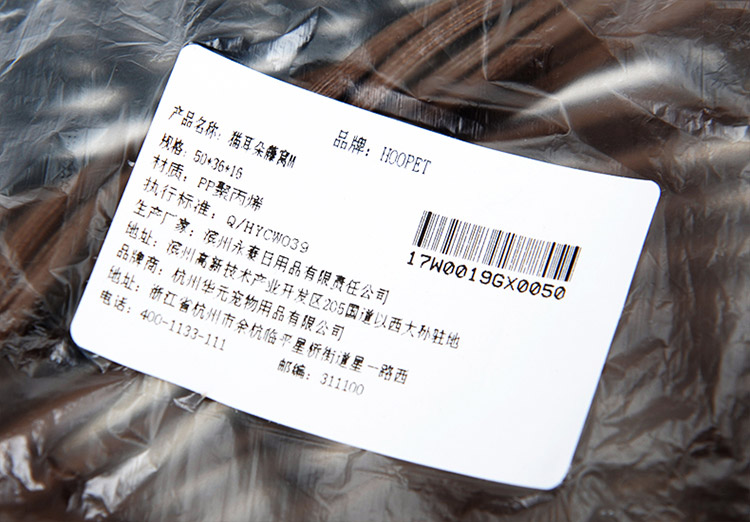 产品名称: 猫耳朵藤窝M
品牌: HOOPET
规格: 50*36*16
材质: PP聚丙烯
执行标准: Q/HYCW039
生产厂家: 滨州永泰日用品有限责任公司
地址: 滨州高新技术产业开发区205国道以西大孙驻地
品牌商: 杭州华元宠物用品有限公司
地址: 浙江省杭州市余杭临平星桥街道星一路西
电话: 400-1133-111
邮编: 311100
17W0019GX0050